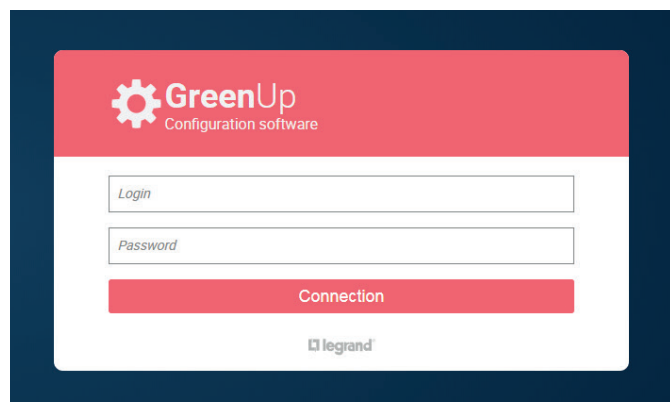 GreenUp
Configuration software
Login
Password
Connection
legrand